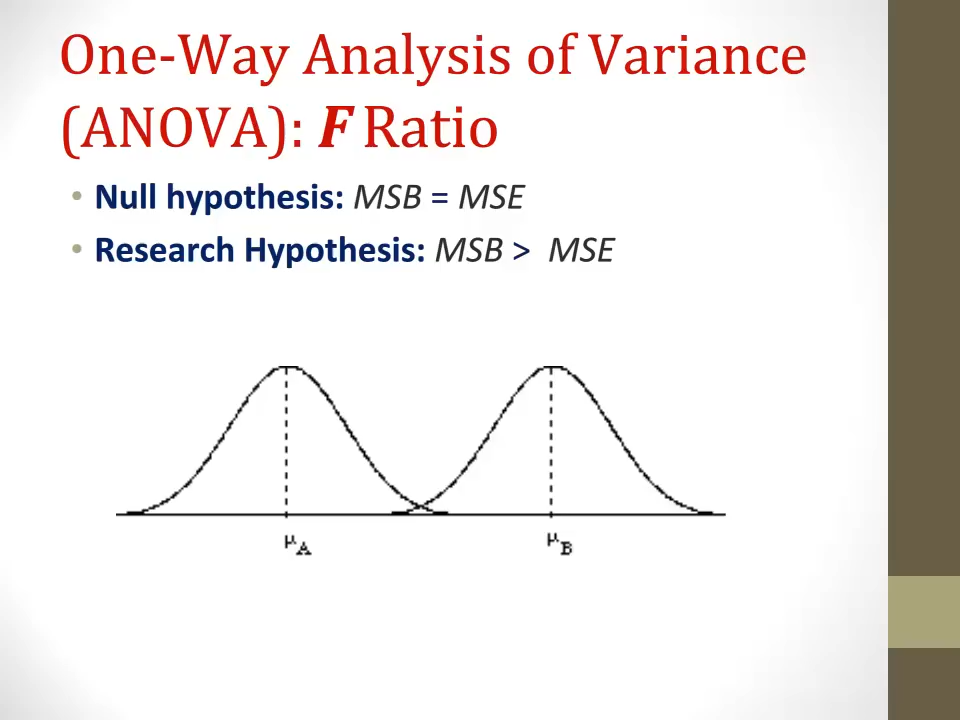 One-Way Analysis of Variance
(ANOVA): F Ratio
• Null hypothesis: MSB = MSE
• Research Hypothesis: MSB > MSE
μA
μB